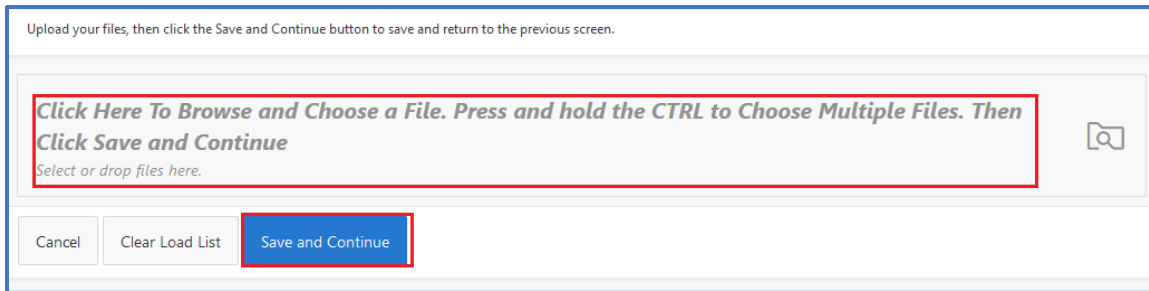 Upload your files, then click the Save and Continue button to save and return to the previous screen.
Click Here To Browse and Choose a File. Press and hold the CTRL to Choose Multiple Files. Then
Click Save and Continue
Select or drop files here.
Cancel Clear Load List Save and Continue